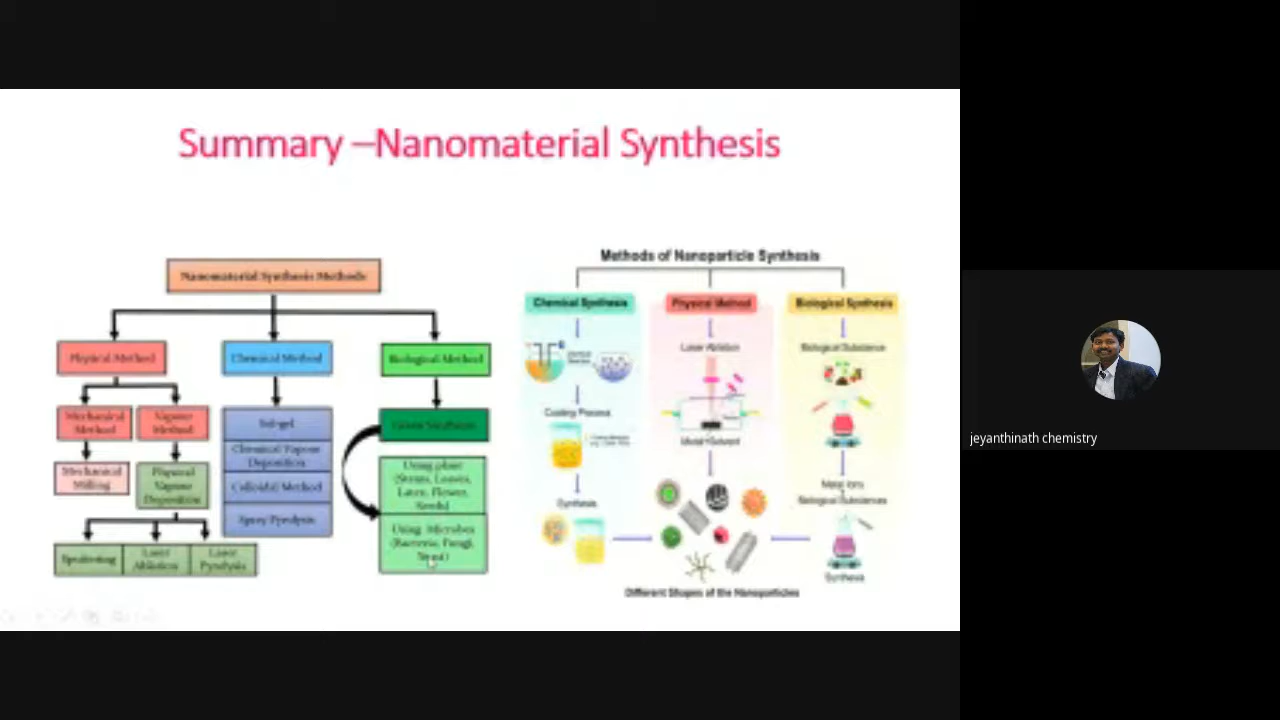 Summary –Nanomaterial Synthesis
Nanomaterial Synthesis Methods
Physical Method
Chemical Method
Biological Method
Mechanical
Method
Vapour
Method
Mechanical
Milling
Physical
Vapour
Deposition
Sputtering
Laser
Ablation
Laser
Pyrolysis
Sol-gel
Chemical Vapour
Deposition
Colloidal Method
Spray Pyrolysis
Green Synthesis
Using plant
(Stems, Leaves,
Latex, Flower,
Seeds)
Using Microbes
(Bacteria, Fungi,
Yeast)
Methods of Nanoparticle Synthesis
Chemical Synthesis
Physical Method
Biological Synthesis
Coating Process
Synthesis
Laser Ablation
Metal+Solvent
Biological Substance
Metal Ions
Biological Substances
Synthesis
Different Shapes of the Nanoparticles
jeyanthinath chemistry